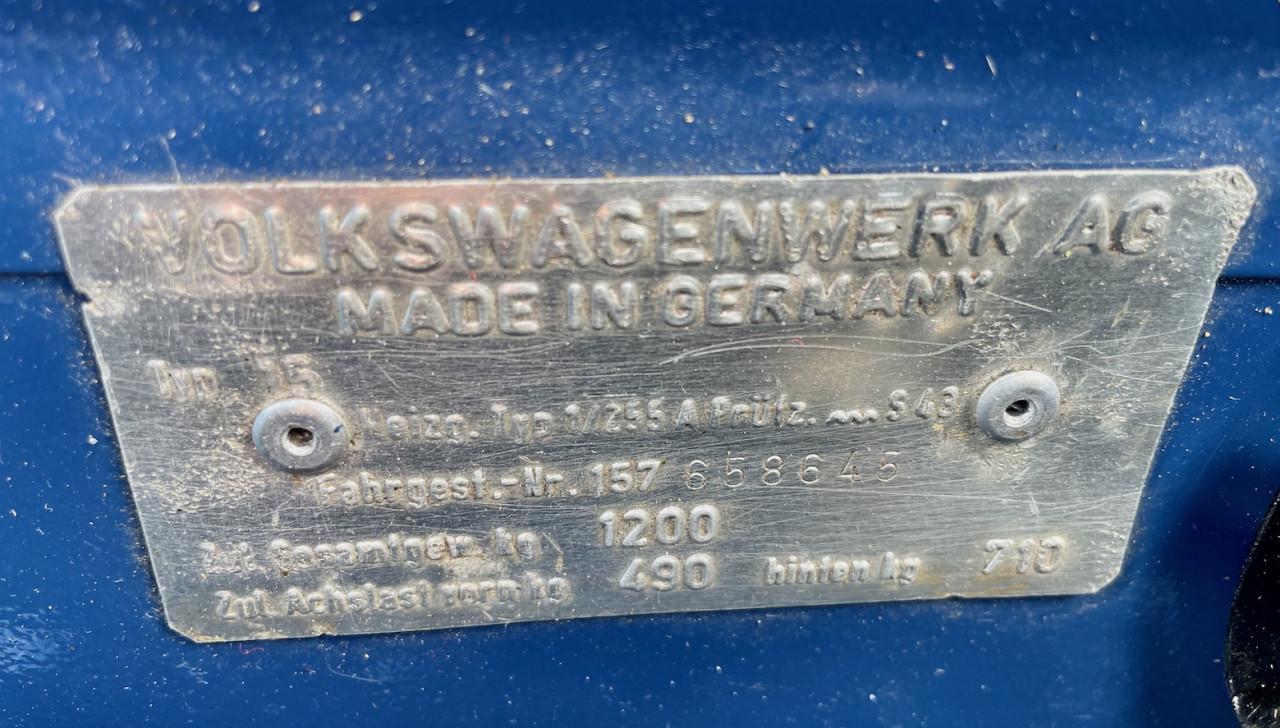 VOLKSWAGENWERK AG
MADE IN GERMANY
Typ 15
Heizg. Typ 1/255 A Prüfz. ~~~ S 43
Fahrgest.-Nr. 157 658645
Zul. Gesamtgew. kg 1200
Zul. Achslast vorn kg 490 hinten kg 710